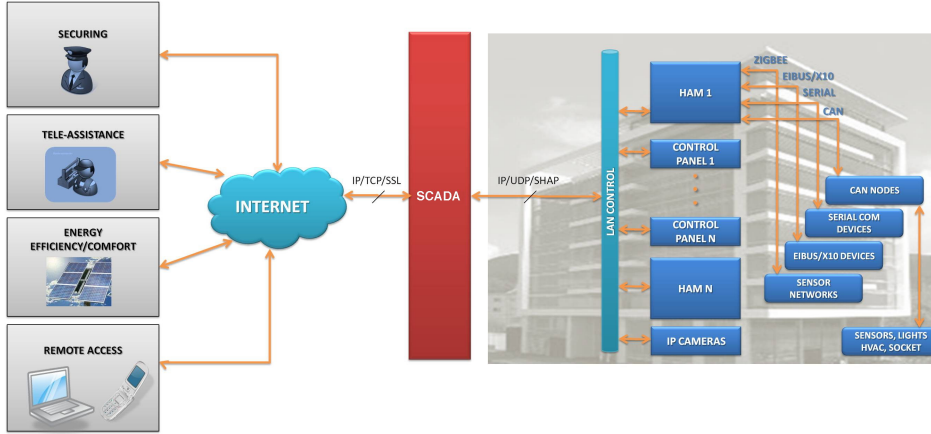 SECURING
TELE-ASSISTANCE
ENERGY
EFFICIENCY/COMFORT
REMOTE ACCESS
INTERNET
IP/TCP/SSL
SCADA
IP/UDP/SHAP
LAN CONTROL
HAM 1
CONTROL
PANEL 1
CONTROL
PANEL N
HAM N
IP CAMERAS
ZIGBEE
EIBUS/X10
SERIAL
CAN
CAN NODES
SERIAL COM
DEVICES
EIBUS/X10 DEVICES
SENSOR
NETWORKS
SENSORS, LIGHTS
HVAC, SOCKET